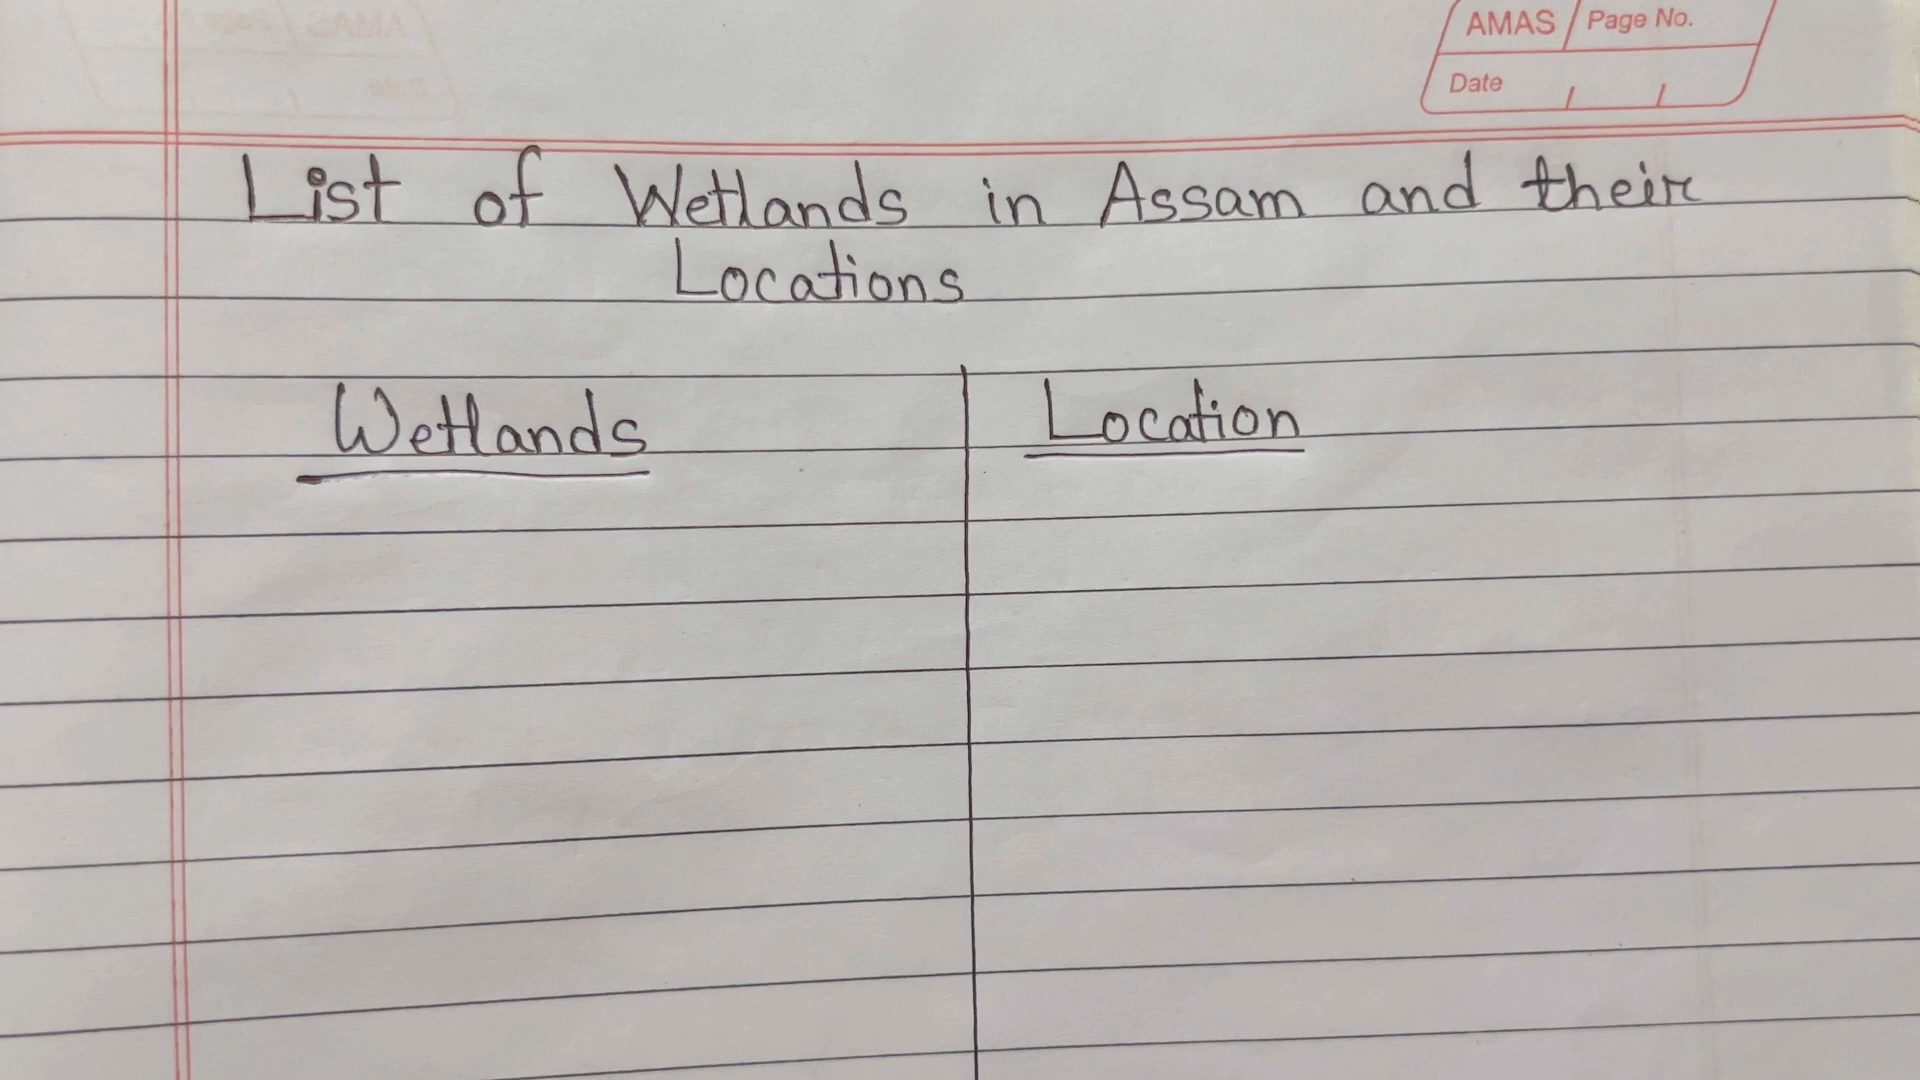 AMAS Page No.
Date
List of Wetlands in Assam and their
Locations
Wetlands Location